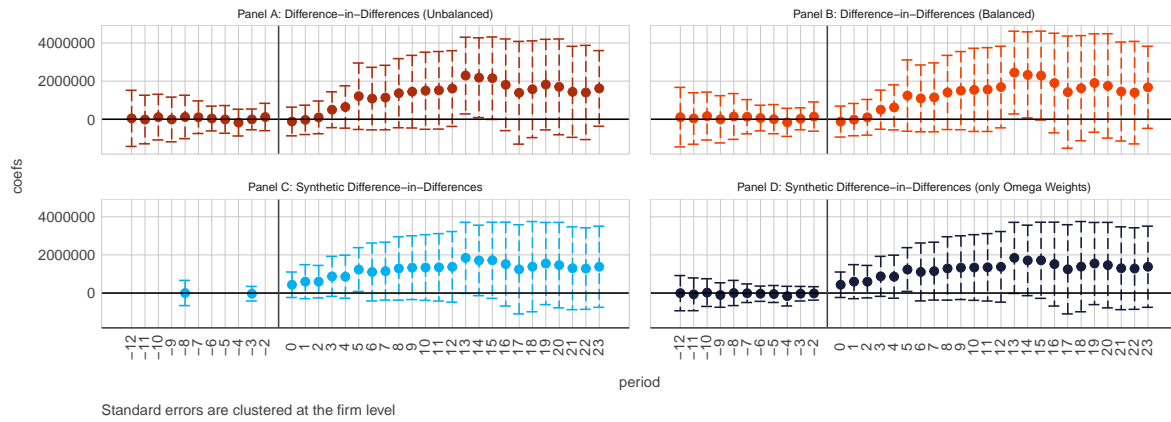 Panel A: Difference−in−Differences (Unbalanced)
Panel B: Difference−in−Differences (Balanced)
4000000
2000000
0
Panel C: Synthetic Difference−in−Differences
Panel D: Synthetic Difference−in−Differences (only Omega Weights)
4000000
2000000
0
coefs
−12 −11 −10 −9 −8 −7 −6 −5 −4 −3 −2 0 1 2 3 4 5 6 7 8 9 10 11 12 13 14 15 16 17 18 19 20 21 22 23
−12 −11 −10 −9 −8 −7 −6 −5 −4 −3 −2 0 1 2 3 4 5 6 7 8 9 10 11 12 13 14 15 16 17 18 19 20 21 22 23
period
Standard errors are clustered at the firm level